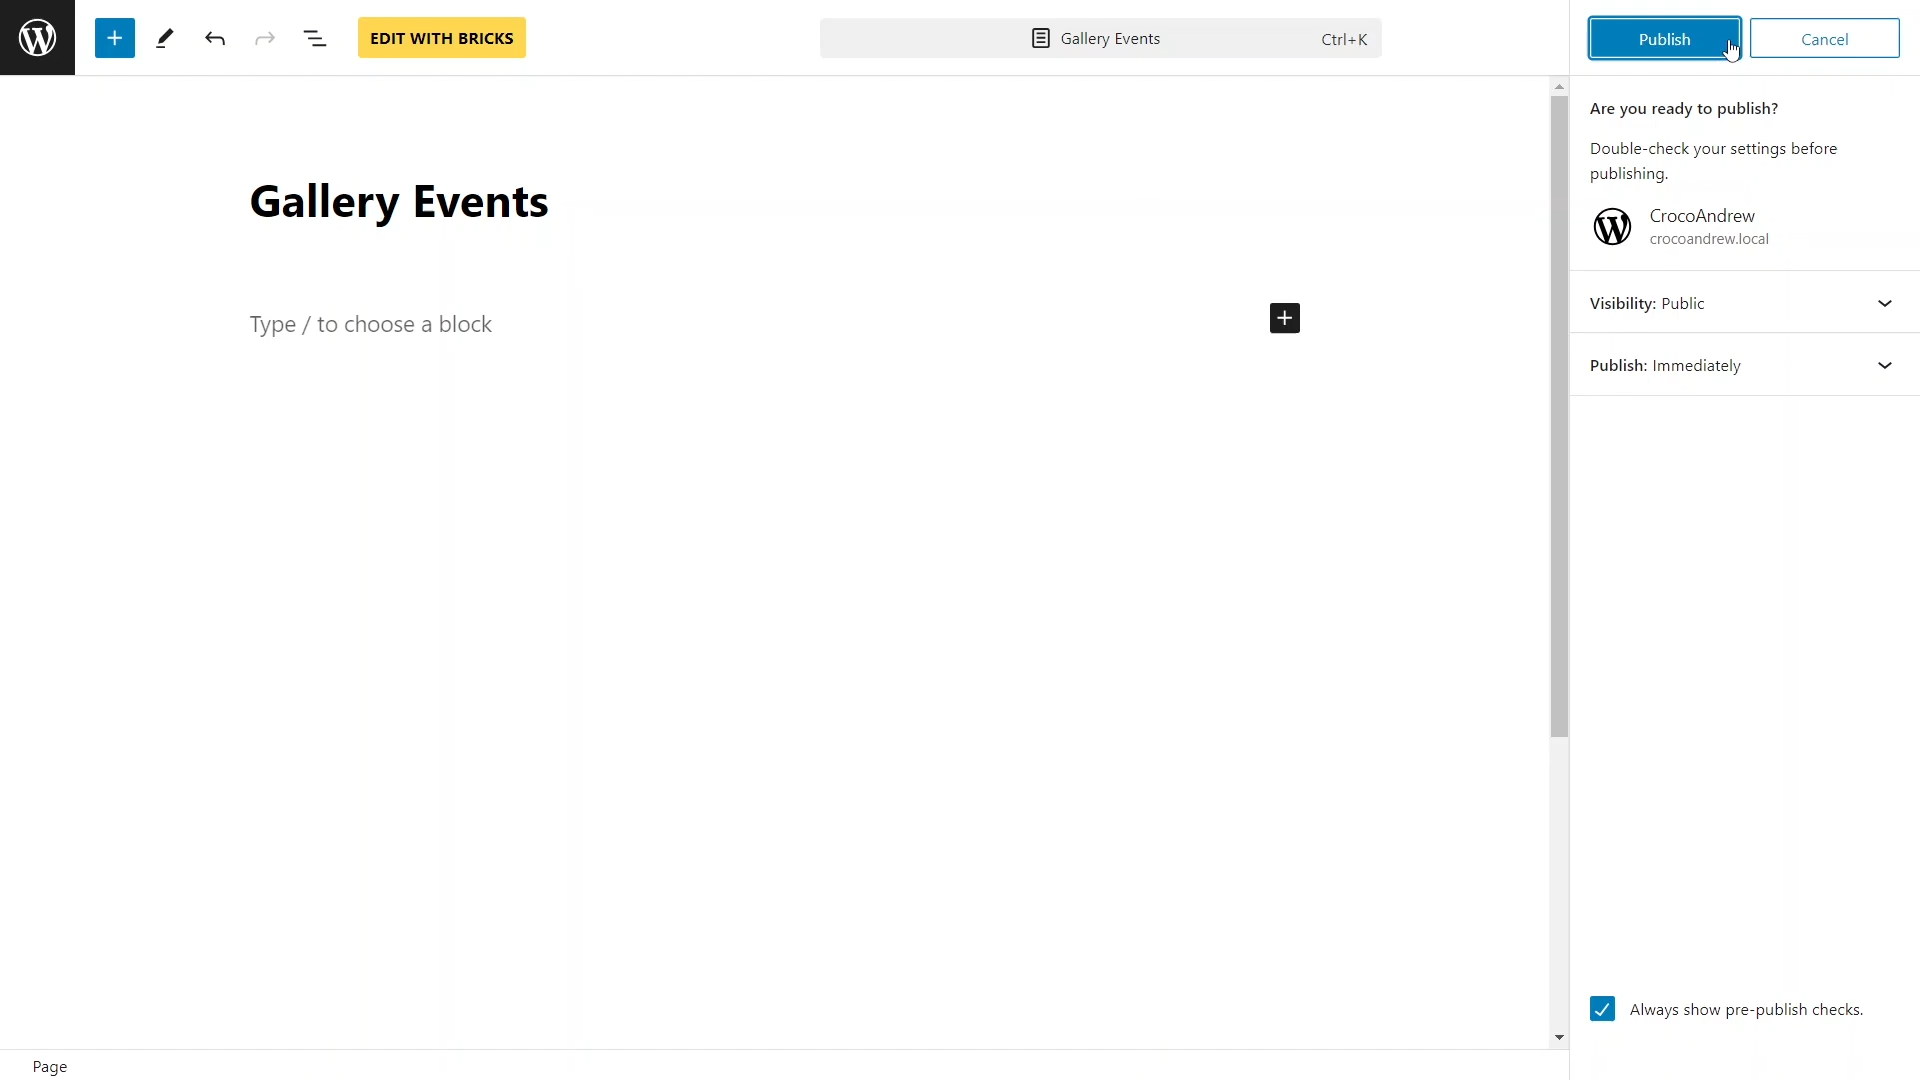 EDIT WITH BRICKS
Gallery Events
Ctrl+K
Publish
Cancel
Are you ready to publish?
Double-check your settings before
publishing.
CrocoAndrew
crocoandrew.local
Visibility: Public
Publish: Immediately
Gallery Events
Type / to choose a block
Always show pre-publish checks.
Page